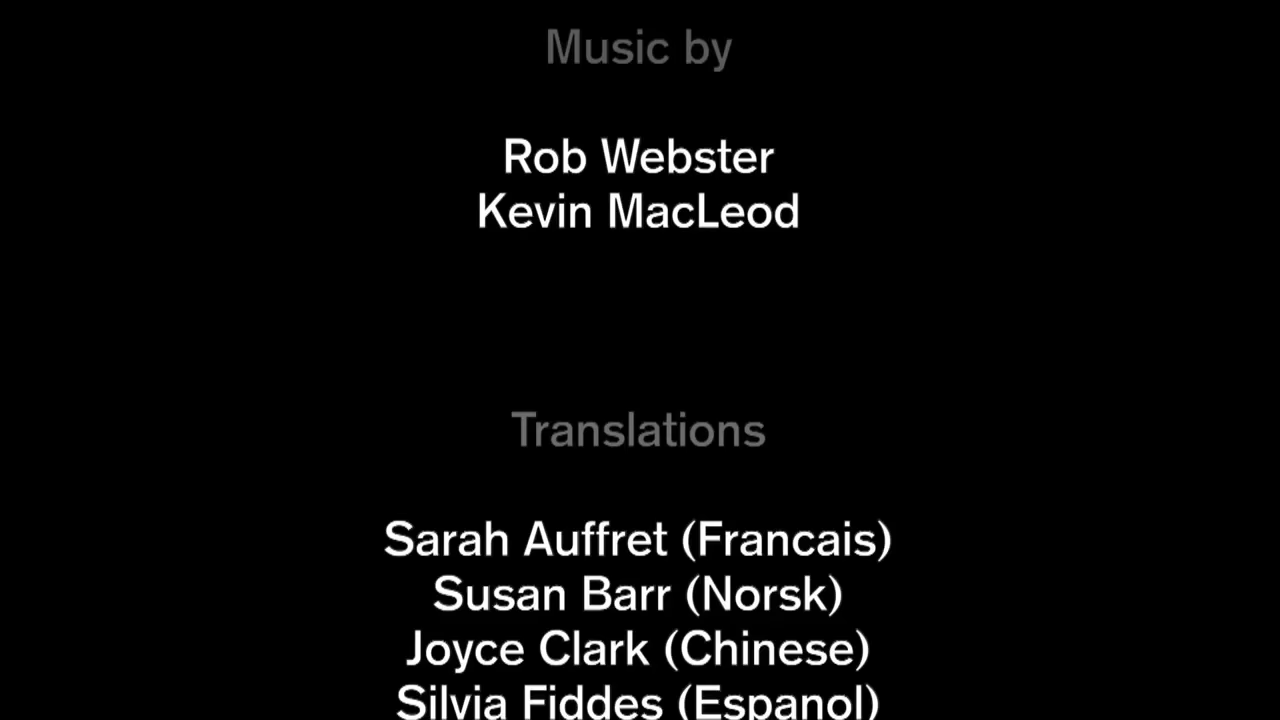 Music by
Rob Webster
Kevin MacLeod
Translations
Sarah Auffret (Francais)
Susan Barr (Norsk)
Joyce Clark (Chinese)
Silvia Fiddes (Espanol)